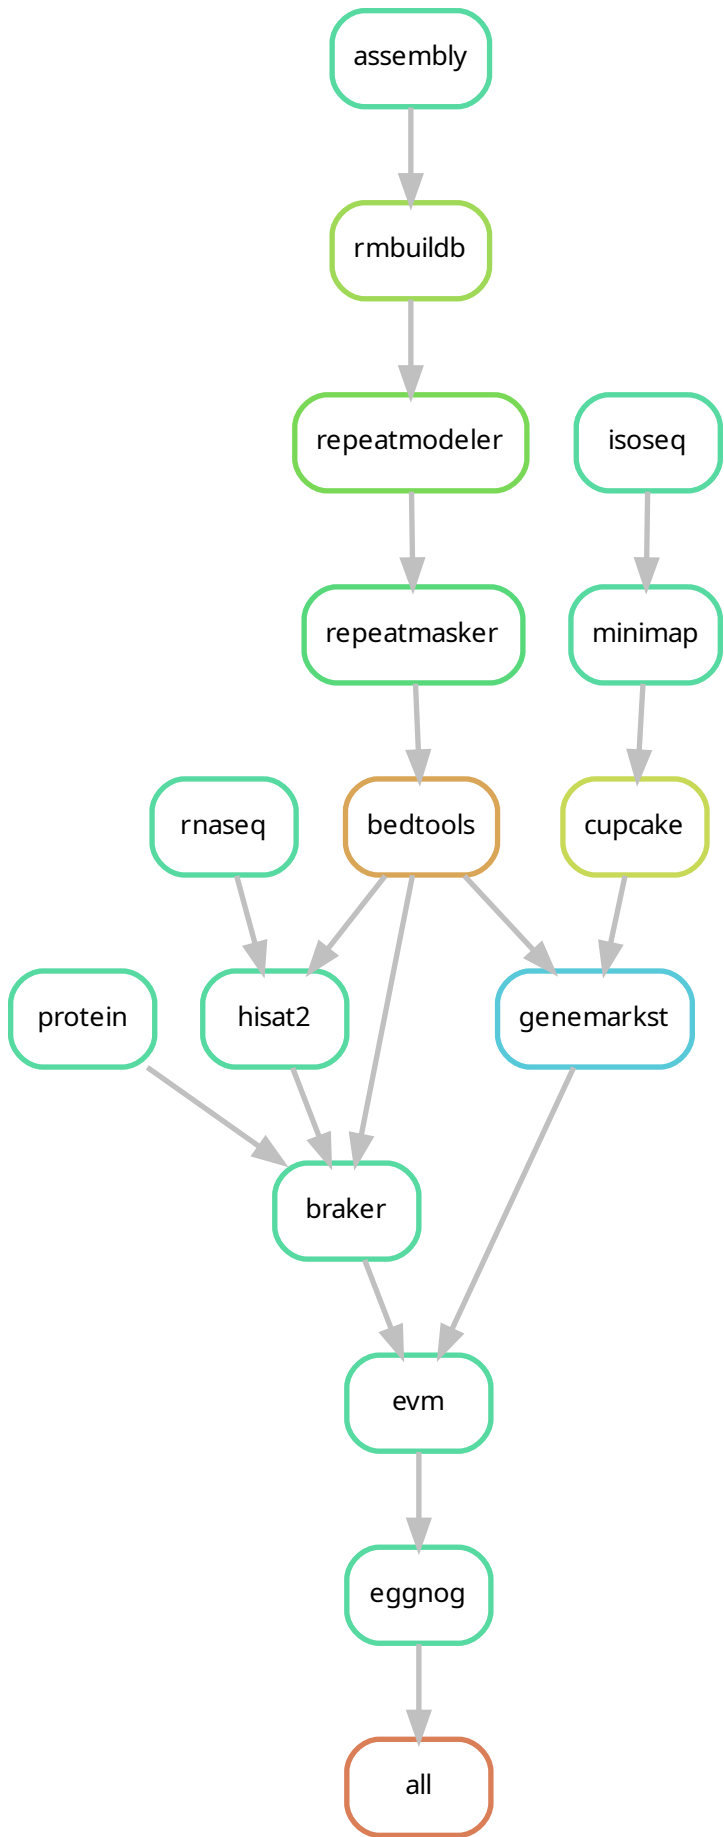 assembly
rmbuildb
repeatmodeler
isoseq
repeatmasker
minimap
rnaseq
bedtools
cupcake
protein
hisat2
genemarkst
braker
evm
eggnog
all